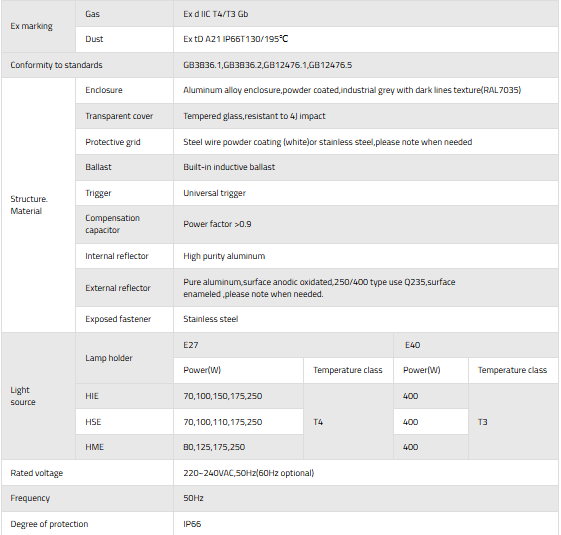 Ex marking
Gas
Ex d IIC T4/T3 Gb
Dust
Ex tD A21 IP66T130/195℃
Conformity to standards
GB3836.1,GB3836.2,GB12476.1,GB12476.5
Structure.
Material
Enclosure
Aluminum alloy enclosure,powder coated,industrial grey with dark lines texture(RAL7035)
Transparent cover
Tempered glass,resistant to 4J impact
Protective grid
Steel wire powder coating (white)or stainless steel,please note when needed
Ballast
Built-in inductive ballast
Trigger
Universal trigger
Compensation
capacitor
Power factor >0.9
Internal reflector
High purity aluminum
External reflector
Pure aluminum,surface anodic oxidated,250/400 type use Q235,surface
enameled ,please note when needed.
Exposed fastener
Stainless steel
Light
source
Lamp holder
E27
E40
Power(W)
Temperature class
Power(W)
Temperature class
HIE
70,100,150,175,250
T4
400
T3
HSE
70,100,110,175,250
400
HME
80,125,175,250
400
Rated voltage
220~240VAC,50Hz(60Hz optional)
Frequency
50Hz
Degree of protection
IP66